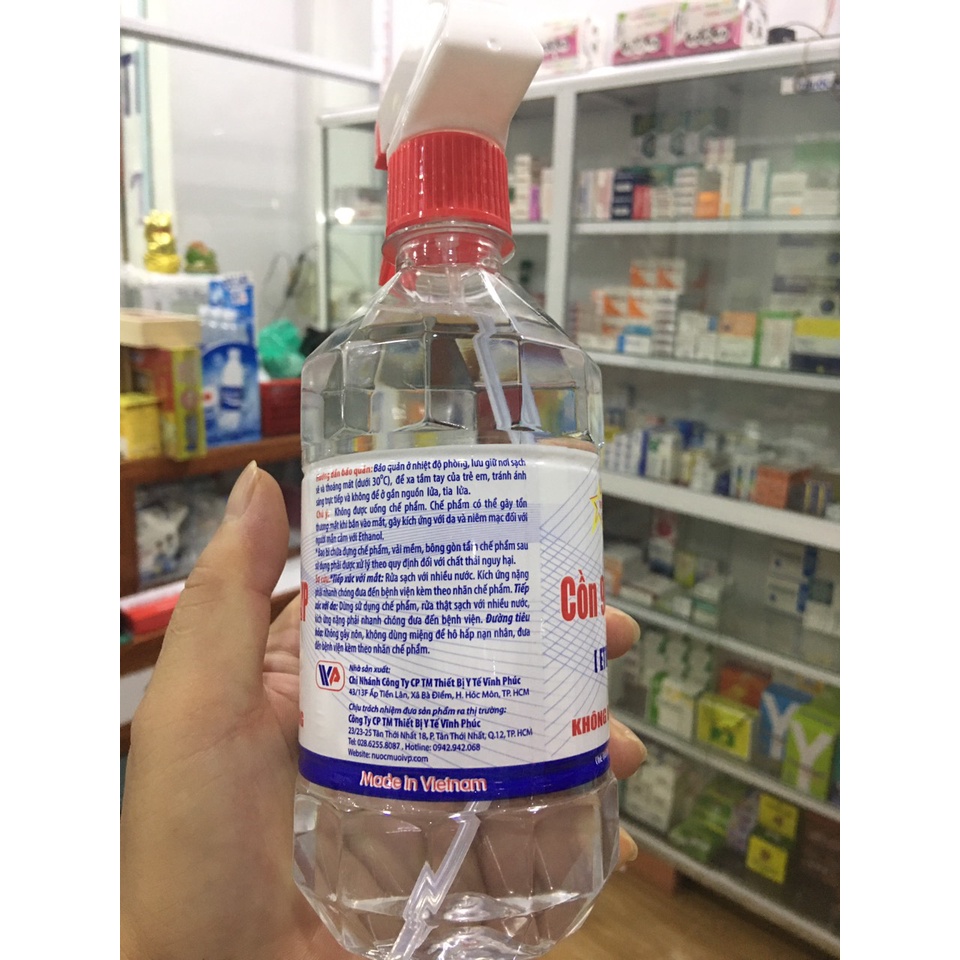 Hướng dẫn bảo quản: Bảo quản ở nhiệt độ phòng, lưu giữ nơi sạch
sẽ và thoáng mát (dưới 30°C), để xa tầm tay của trẻ em, tránh ánh
sáng trực tiếp và không để ở gần nguồn lửa, tia lửa.
Chú ý: Không được uống chế phẩm. Chế phẩm có thể gây tổn
thương mắt khi bắn vào mắt, gây kích ứng với da và niêm mạc đối với
người mẫn cảm với Ethanol.
* Bao bì chứa đựng chế phẩm, vải mềm, bông gòn tẩm chế phẩm sau
sử dụng phải được xử lý theo quy định đối với chất thải nguy hại.
Sơ cứu: *Tiếp xúc với mắt: Rửa sạch với nhiều nước. Kích ứng nặng
phải nhanh chóng đưa đến bệnh viện kèm theo nhãn chế phẩm. Tiếp
xúc với da: Dừng sử dụng chế phẩm, rửa thật sạch với nhiều nước,
kích ứng nặng phải nhanh chóng đưa đến bệnh viện. Đường tiêu
hóa: Không gây nôn, không dùng miệng để hô hấp nạn nhân, đưa
đến bệnh viện kèm theo nhãn chế phẩm.
VP
Nhà sản xuất:
Chi Nhánh Công Ty CP TM Thiết Bị Y Tế Vĩnh Phúc
43/13F Ấp Tiền Lân, Xã Bà Điểm, H. Hóc Môn, TP. HCM
Chịu trách nhiệm đưa sản phẩm ra thị trường:
Công Ty CP TM Thiết Bị Y Tế Vĩnh Phúc
23/23-25 Tân Thới Nhất 18, P. Tân Thới Nhất, Q.12, TP. HCM
Tel: 028.6255.8087 , Hotline: 0942.942.068
Website: nuocmuoivp.com
Made in Vietnam
Cồn 9
[ E
KHÔNG